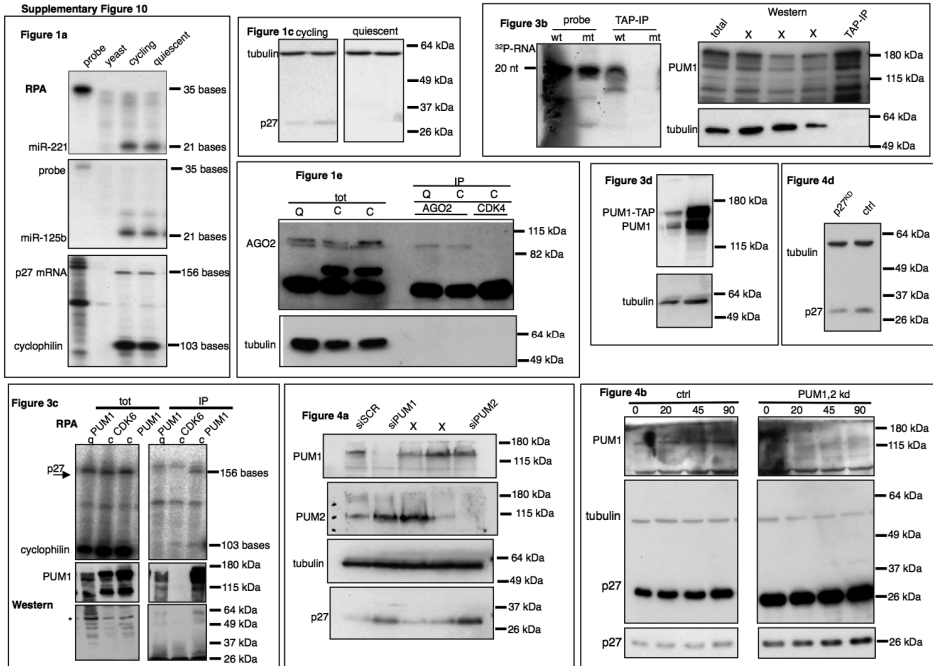 Supplementary Figure 10
Figure 1a
probe
yeast
cycling
quiescent
RPA
35 bases
miR-221
21 bases
probe
35 bases
miR-125b
21 bases
p27 mRNA
156 bases
cyclophilin
103 bases
Figure 1c
cycling
quiescent
tubulin
64 kDa
49 kDa
37 kDa
p27
26 kDa
Figure 3b
probe
TAP-IP
wt mt wt mt
32P-RNA
20 nt
Western
total X X X TAP-IP
PUM1
180 kDa
115 kDa
tubulin
64 kDa
49 kDa
Figure 1e
tot
IP
Q C C
Q C C
AGO2 CDK4
AGO2
115 kDa
82 kDa
tubulin
64 kDa
49 kDa
Figure 3d
180 kDa
PUM1-TAP
PUM1
115 kDa
tubulin
64 kDa
49 kDa
Figure 4d
p27KD
ctrl
64 kDa
tubulin
49 kDa
37 kDa
p27
26 kDa
Figure 3c
tot
IP
RPA
PUM1 CDK6 PUM1
PUM1 CDK6 PUM1
q c c
q c c
p27
156 bases
cyclophilin
103 bases
PUM1
180 kDa
115 kDa
Western
64 kDa
*
49 kDa
37 kDa
26 kDa
Figure 4a
siSCR siPUM1 X X siPUM2
PUM1
180 kDa
115 kDa
PUM2
180 kDa
115 kDa
tubulin
64 kDa
49 kDa
p27
37 kDa
26 kDa
Figure 4b
ctrl
PUM1,2 kd
0 20 45 90
0 20 45 90
PUM1
180 kDa
115 kDa
tubulin
64 kDa
49 kDa
37 kDa
p27
26 kDa
p27
26 kDa